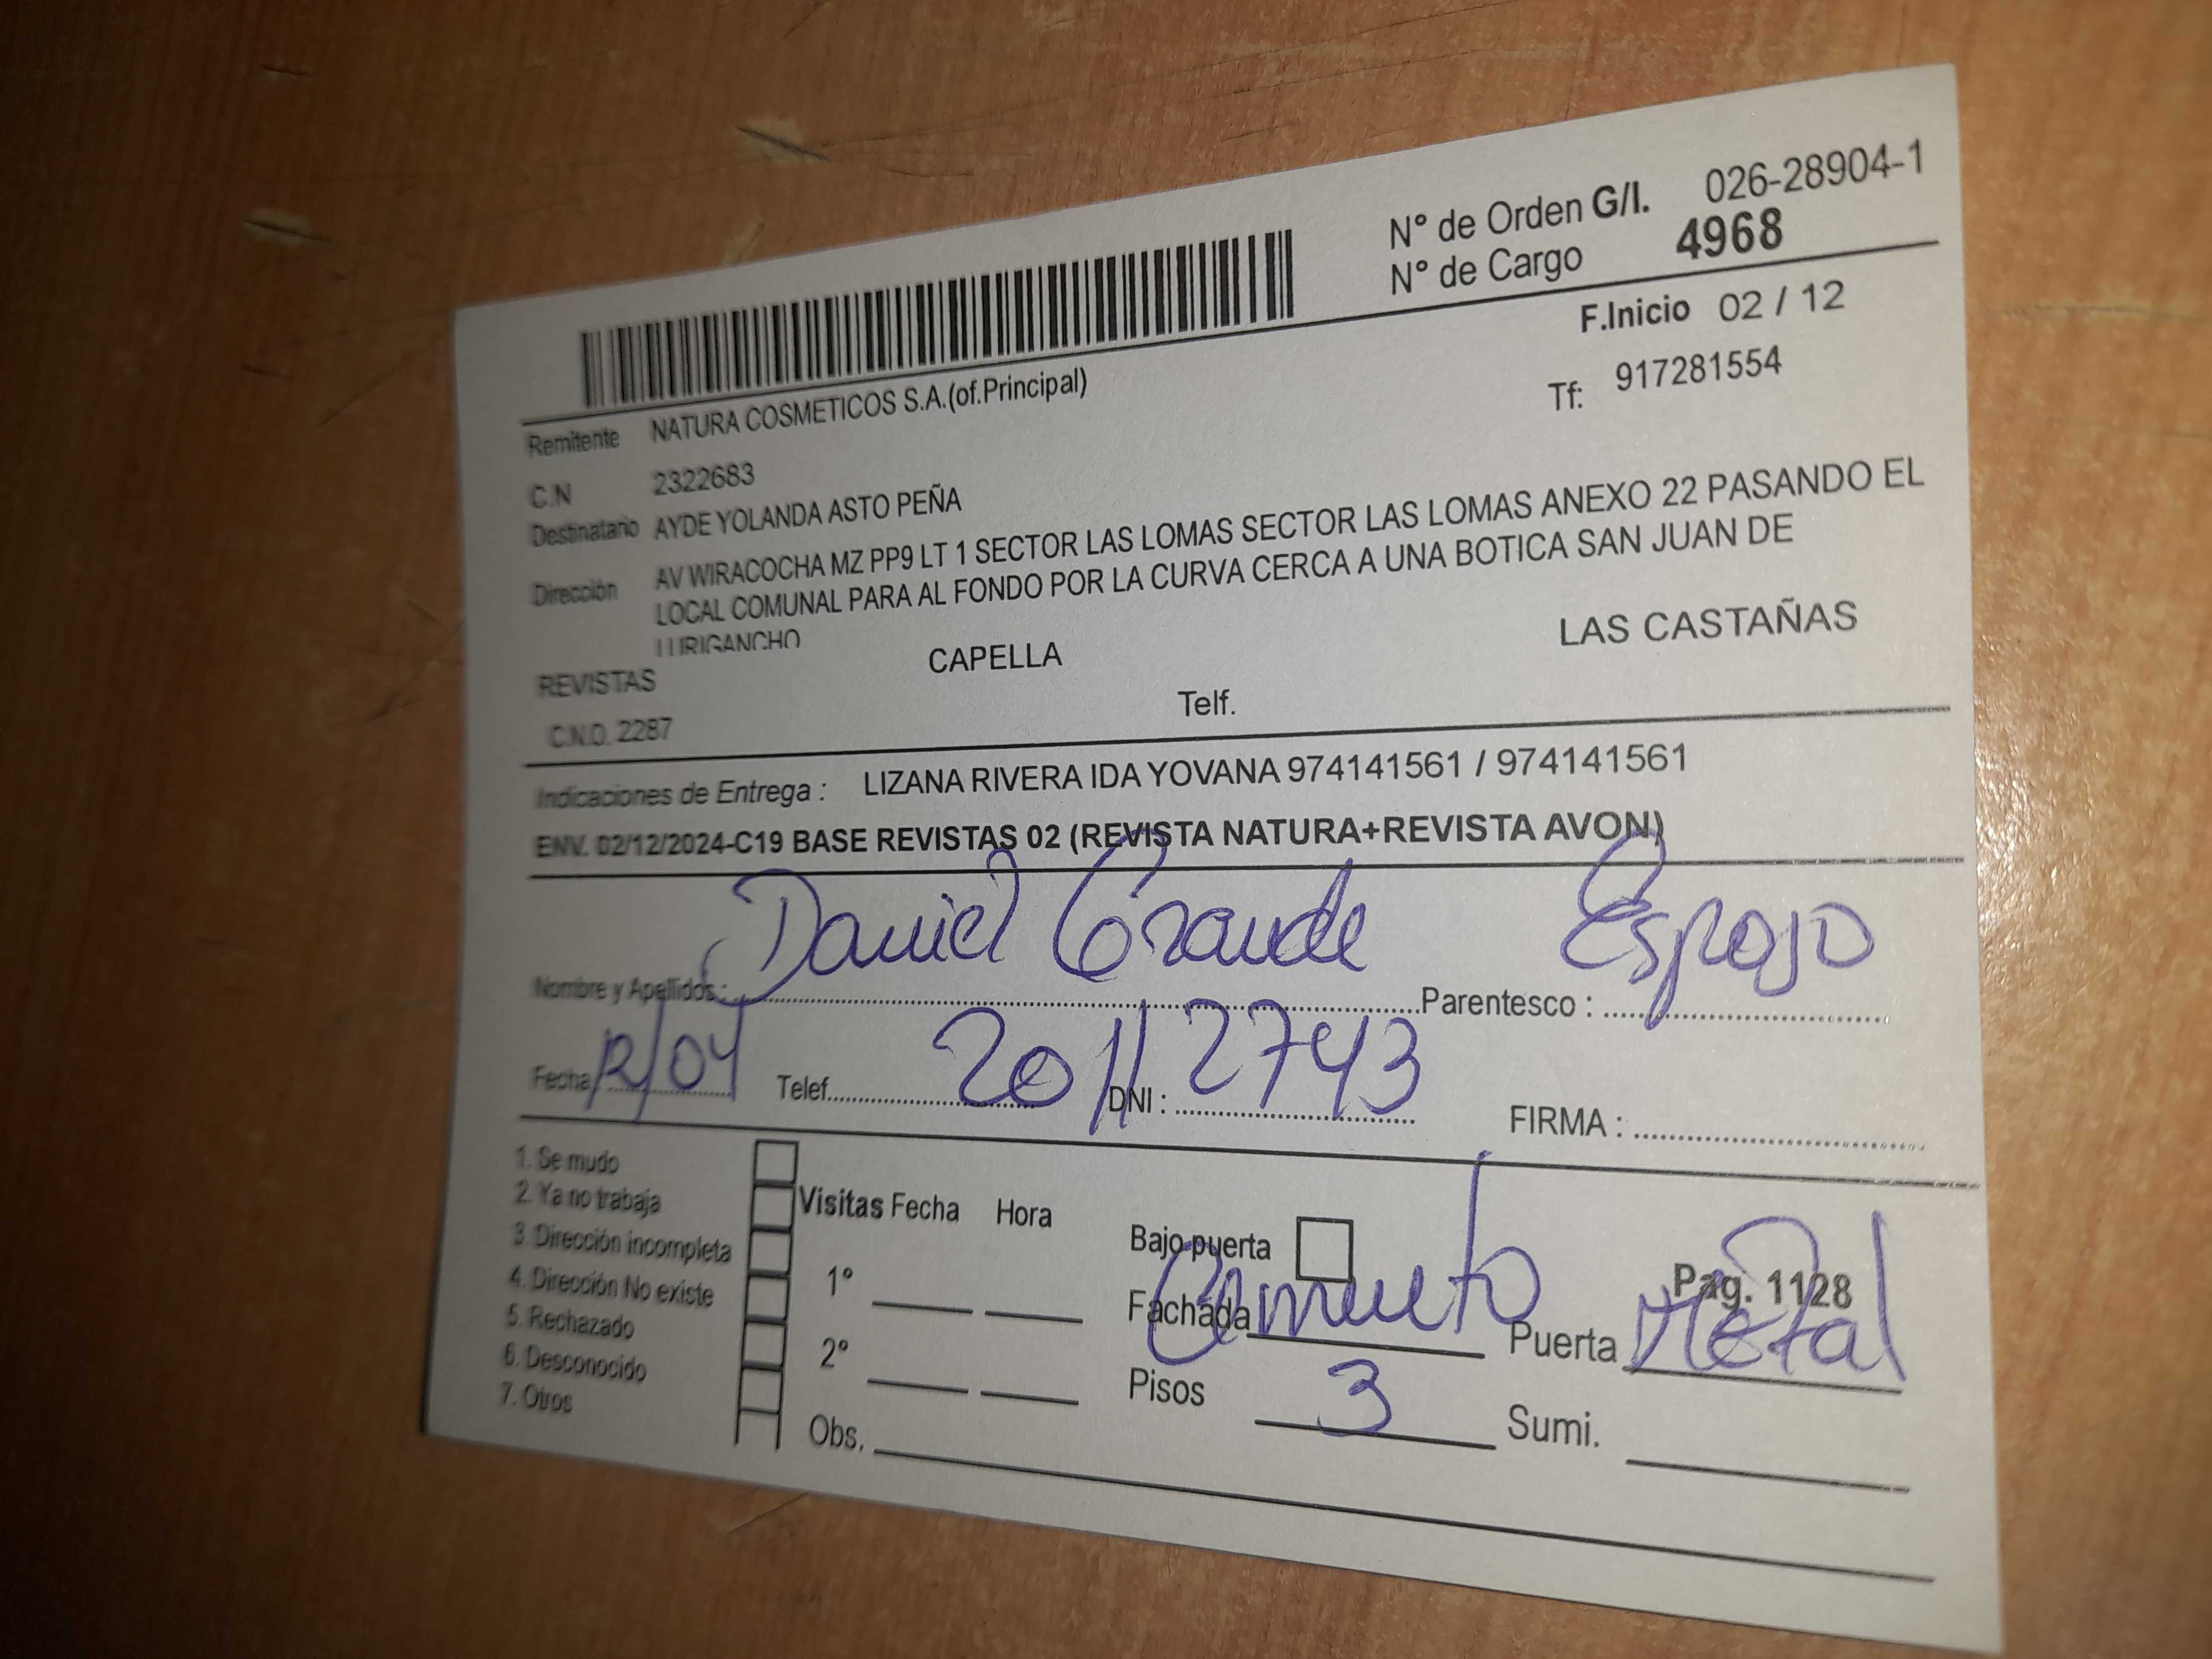 N° de Orden G/I. 026-28904-1
N° de Cargo 4968
F.Inicio 02 / 12
Remitente NATURA COSMETICOS S.A.(of.Principal)
Tf: 917281554
C.N 2322683
Destinatario AYDE YOLANDA ASTO PEÑA
Dirección AV WIRACOCHA MZ PP9 LT 1 SECTOR LAS LOMAS SECTOR LAS LOMAS ANEXO 22 PASANDO EL
LOCAL COMUNAL PARA AL FONDO POR LA CURVA CERCA A UNA BOTICA SAN JUAN DE
LURIGANCHO
REVISTAS CAPELLA LAS CASTAÑAS
C.N.O. 2287 Telf.
Indicaciones de Entrega : LIZANA RIVERA IDA YOVANA 974141561 / 974141561
ENV. 02/12/2024-C19 BASE REVISTAS 02 (REVISTA NATURA+REVISTA AVON)
Nombre y Apellidos : Daniel Grande Parentesco : Esposo
Fecha 12/04 Telef. DNI : 20112743 FIRMA :
1. Se mudo
2. Ya no trabaja
3. Dirección incompleta
4. Dirección No existe
5. Rechazado
6. Desconocido
7. Otros
Visitas Fecha Hora
1°
2°
Obs.
Bajo puerta
Pag. 1128
Fachada Puerta Metal
Pisos 3 Sumi.